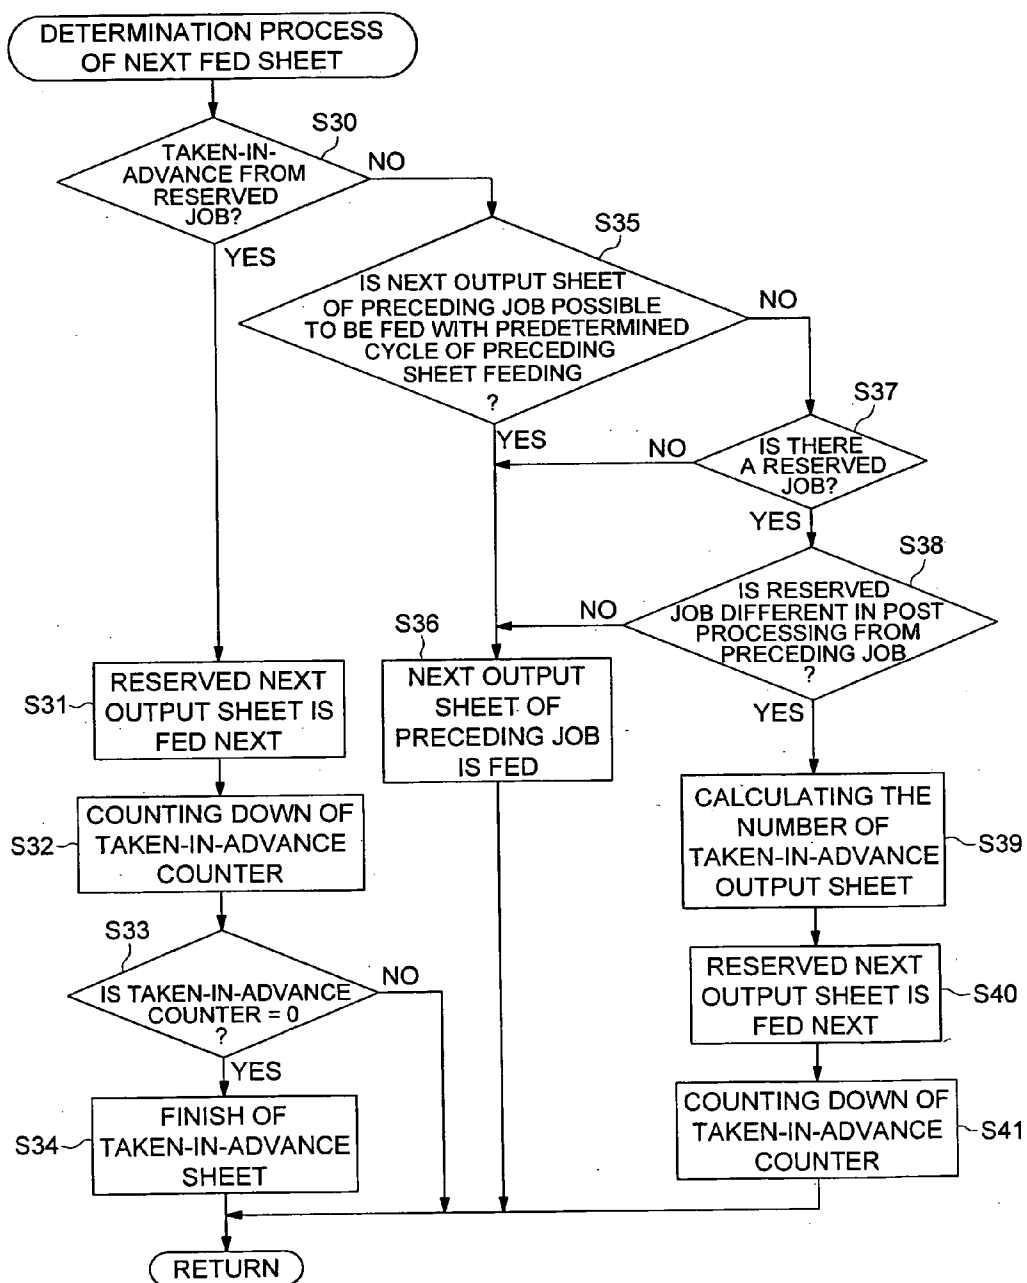 DETERMINATION PROCESS
OF NEXT FED SHEET
S30
TAKEN-IN-
ADVANCE FROM
RESERVED
JOB?
NO
YES
S35
IS NEXT OUTPUT SHEET
OF PRECEDING JOB POSSIBLE
TO BE FED WITH PREDETERMINED
CYCLE OF PRECEDING
SHEET FEEDING
?
NO
YES
S37
IS THERE
A RESERVED
JOB?
NO
YES
S38
IS RESERVED
JOB DIFFERENT IN POST
PROCESSING FROM
PRECEDING JOB
?
NO
YES
S36
NEXT OUTPUT
SHEET OF
PRECEDING JOB
IS FED
S31
RESERVED NEXT
OUTPUT SHEET IS
FED NEXT
S32
COUNTING DOWN OF
TAKEN-IN-ADVANCE
COUNTER
S33
IS TAKEN-IN-ADVANCE
COUNTER = 0
?
NO
YES
S34
FINISH OF
TAKEN-IN-ADVANCE
SHEET
CALCULATING THE
NUMBER OF
TAKEN-IN-ADVANCE
OUTPUT SHEET
S39
RESERVED NEXT
OUTPUT SHEET IS
FED NEXT
S40
COUNTING DOWN OF
TAKEN-IN-ADVANCE
COUNTER
S41
RETURN